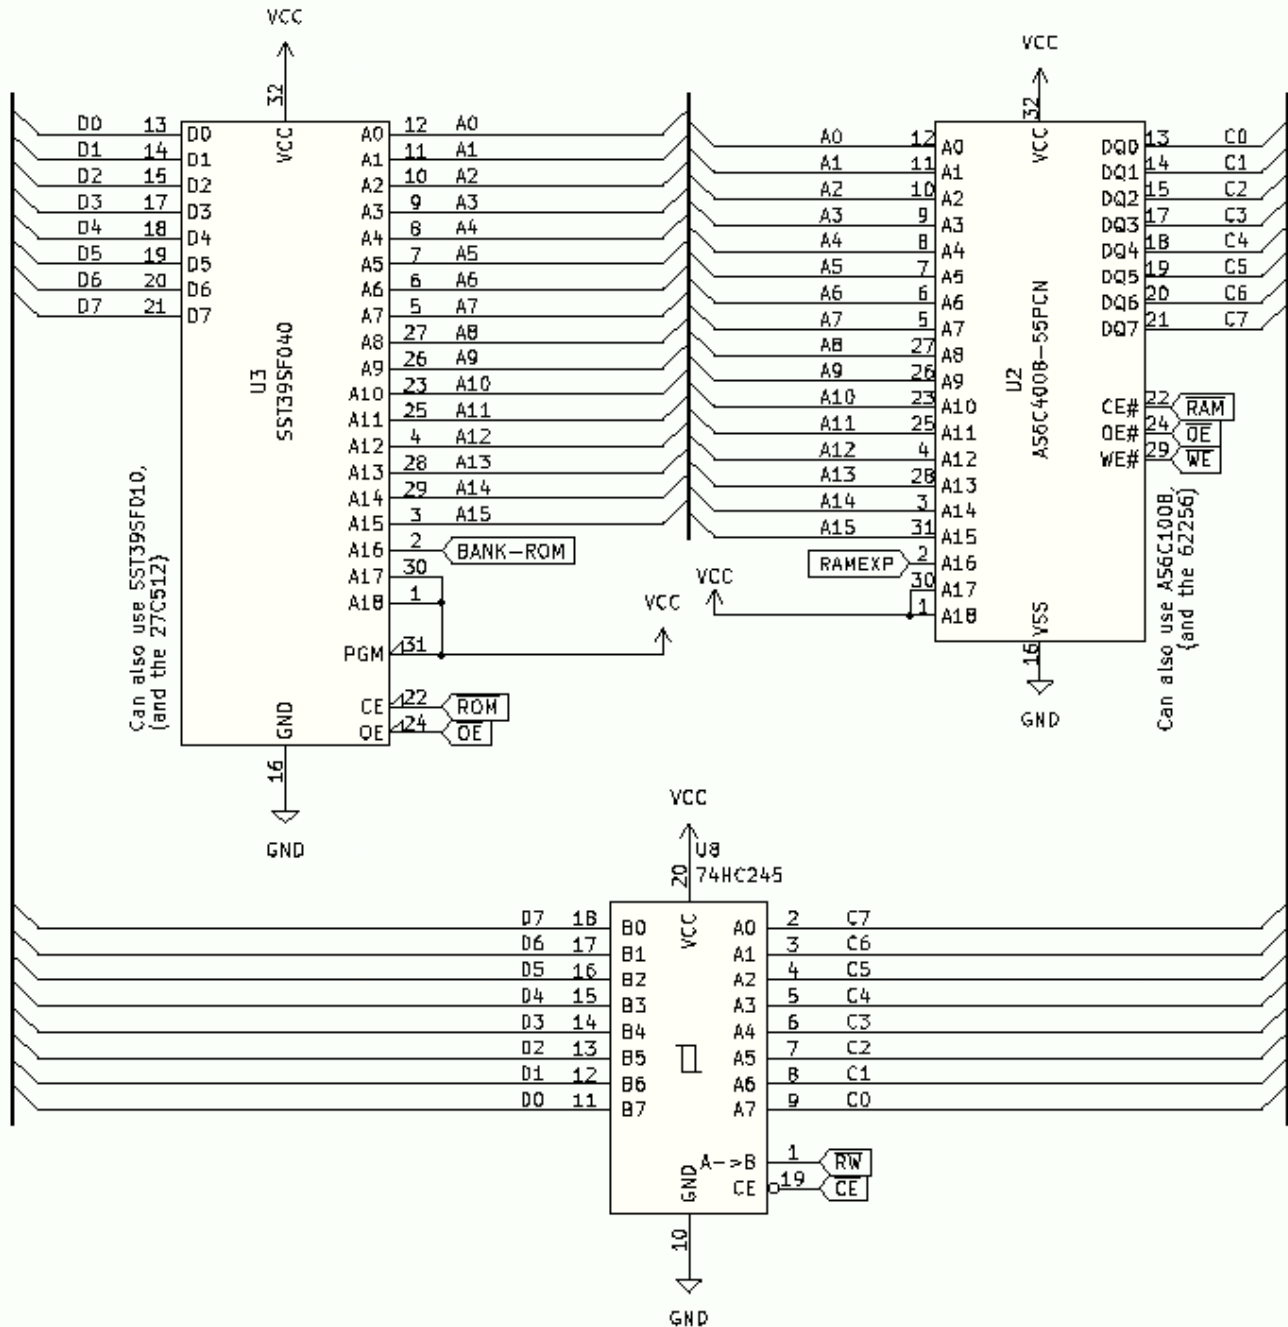 VCC
32
D0 13 D0 VCC A0 12 A0
D1 14 D1 A1 11 A1
D2 15 D2 A2 10 A2
D3 17 D3 A3 9 A3
D4 18 D4 A4 8 A4
D5 19 D5 A5 7 A5
D6 20 D6 A6 6 A6
D7 21 D7 A7 5 A7
A8 27 A8
A9 26 A9
A10 23 A10
A11 25 A11
A12 4 A12
A13 28 A13
A14 29 A14
A15 3 A15
A16 2 BANK-ROM
A17 30
A18 1
VCC
PGM 31
CE 22 ROM
OE 24 OE
U3
SST39SF040
Can also use SST39SF010,
(and the 27C512)
GND
16
GND
VCC
32
A0 12 A0 VCC DQ0 13 C0
A1 11 A1 DQ1 14 C1
A2 10 A2 DQ2 15 C2
A3 9 A3 DQ3 17 C3
A4 8 A4 DQ4 18 C4
A5 7 A5 DQ5 19 C5
A6 6 A6 DQ6 20 C6
A7 5 A7 DQ7 21 C7
A8 27 A8
A9 26 A9
A10 23 A10 CE# 22 RAM
A11 25 A11 OE# 24 OE
A12 4 A12 WE# 29 WE
A13 28 A13
A14 3 A14
A15 31 A15
RAMEXP 2 A16
VCC 30 A17
1 A18
U2
AS6C4008-55PCN
Can also use AS6C1008,
(and the 62256)
VSS
16
GND
VCC
20
U8
74HC245
D7 18 B0 VCC A0 2 C7
D6 17 B1 A1 3 C6
D5 16 B2 A2 4 C5
D4 15 B3 A3 5 C4
D3 14 B4 A4 6 C3
D2 13 B5 A5 7 C2
D1 12 B6 A6 8 C1
D0 11 B7 A7 9 C0
A->B 1 RW
GND CE 19 CE
10
GND